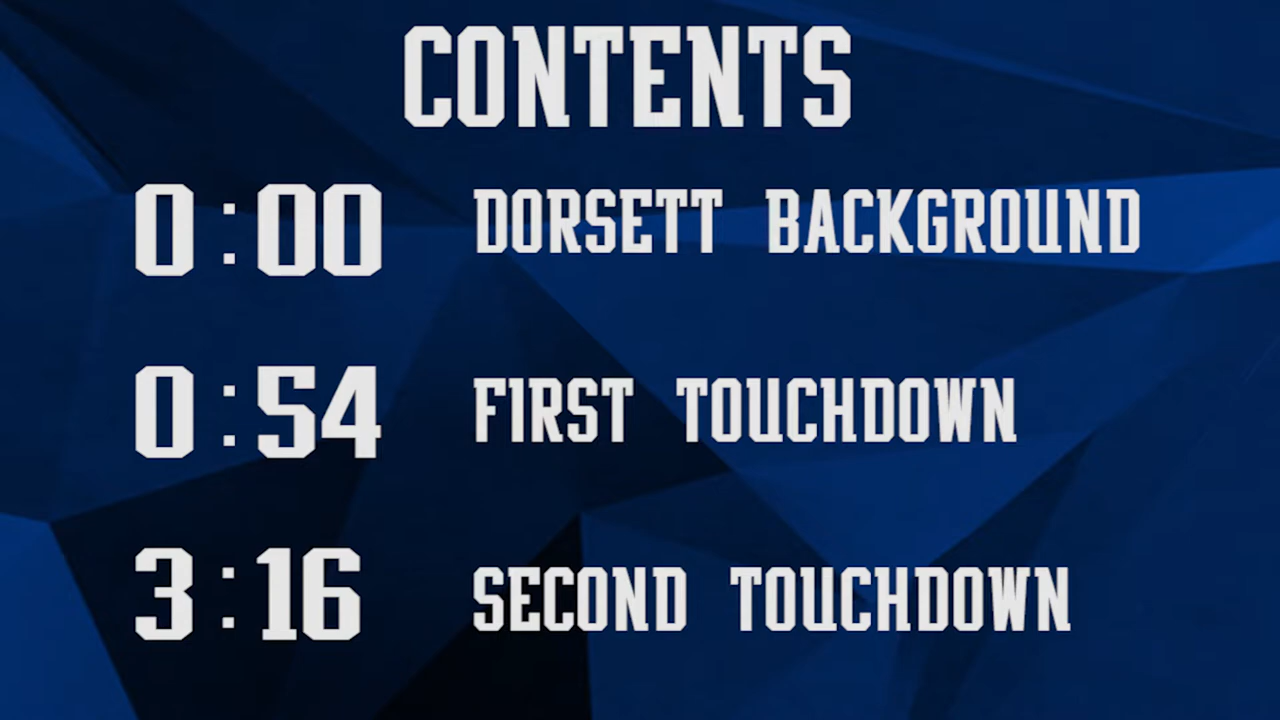 CONTENTS
0:00 DORSETT BACKGROUND
0:54 FIRST TOUCHDOWN
3:16 SECOND TOUCHDOWN